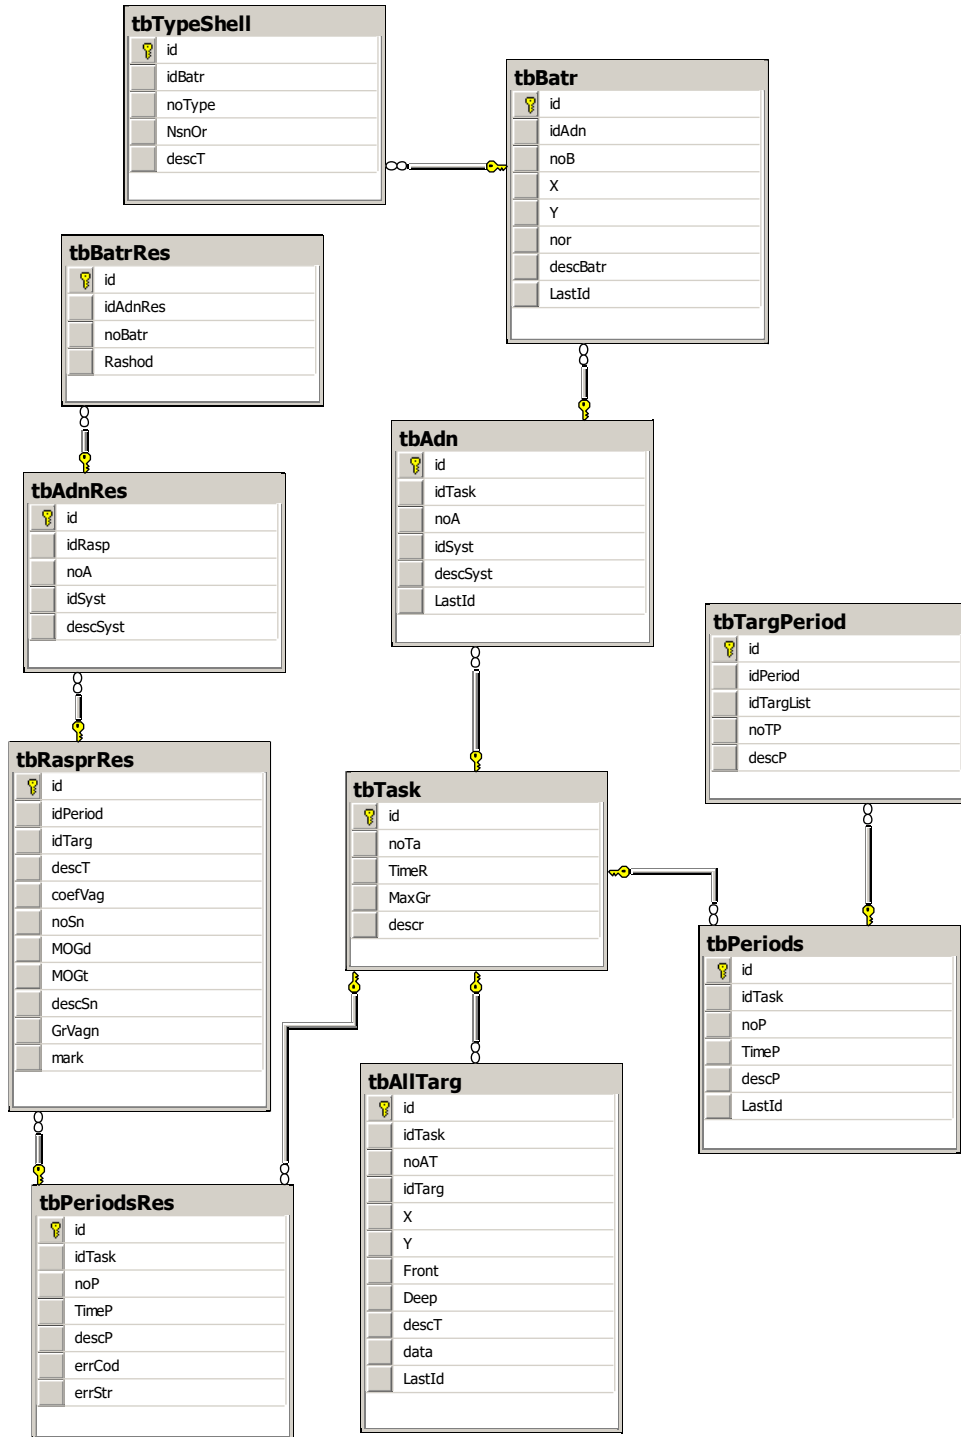 tbTypeShell
id
idBatr
noType
NsnOr
descT
tbBatr
id
idAdn
noB
X
Y
nor
descBatr
LastId
tbBatrRes
id
idAdnRes
noBatr
Rashod
tbAdn
id
idTask
noA
idSyst
descSyst
LastId
tbAdnRes
id
idRasp
noA
idSyst
descSyst
tbTargPeriod
id
idPeriod
idTargList
noTP
descP
tbRasprRes
id
idPeriod
idTarg
descT
coefVag
noSn
MOGd
MOGt
descSn
GrVagn
mark
tbTask
id
noTa
TimeR
MaxGr
descr
tbPeriods
id
idTask
noP
TimeP
descP
LastId
tbAllTarg
id
idTask
noAT
idTarg
X
Y
Front
Deep
descT
data
LastId
tbPeriodsRes
id
idTask
noP
TimeP
descP
errCod
errStr